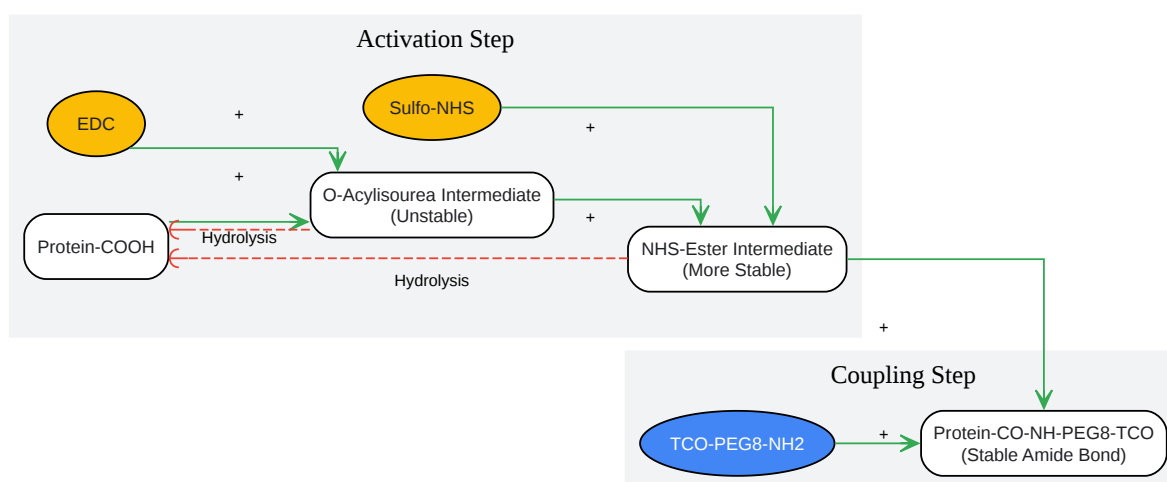 Activation Step
EDC
+
Sulfo-NHS
+
+
O-Acylisourea Intermediate
(Unstable)
+
Protein-COOH
Hydrolysis
NHS-Ester Intermediate
(More Stable)
Hydrolysis
+
Coupling Step
TCO-PEG8-NH2
+
Protein-CO-NH-PEG8-TCO
(Stable Amide Bond)